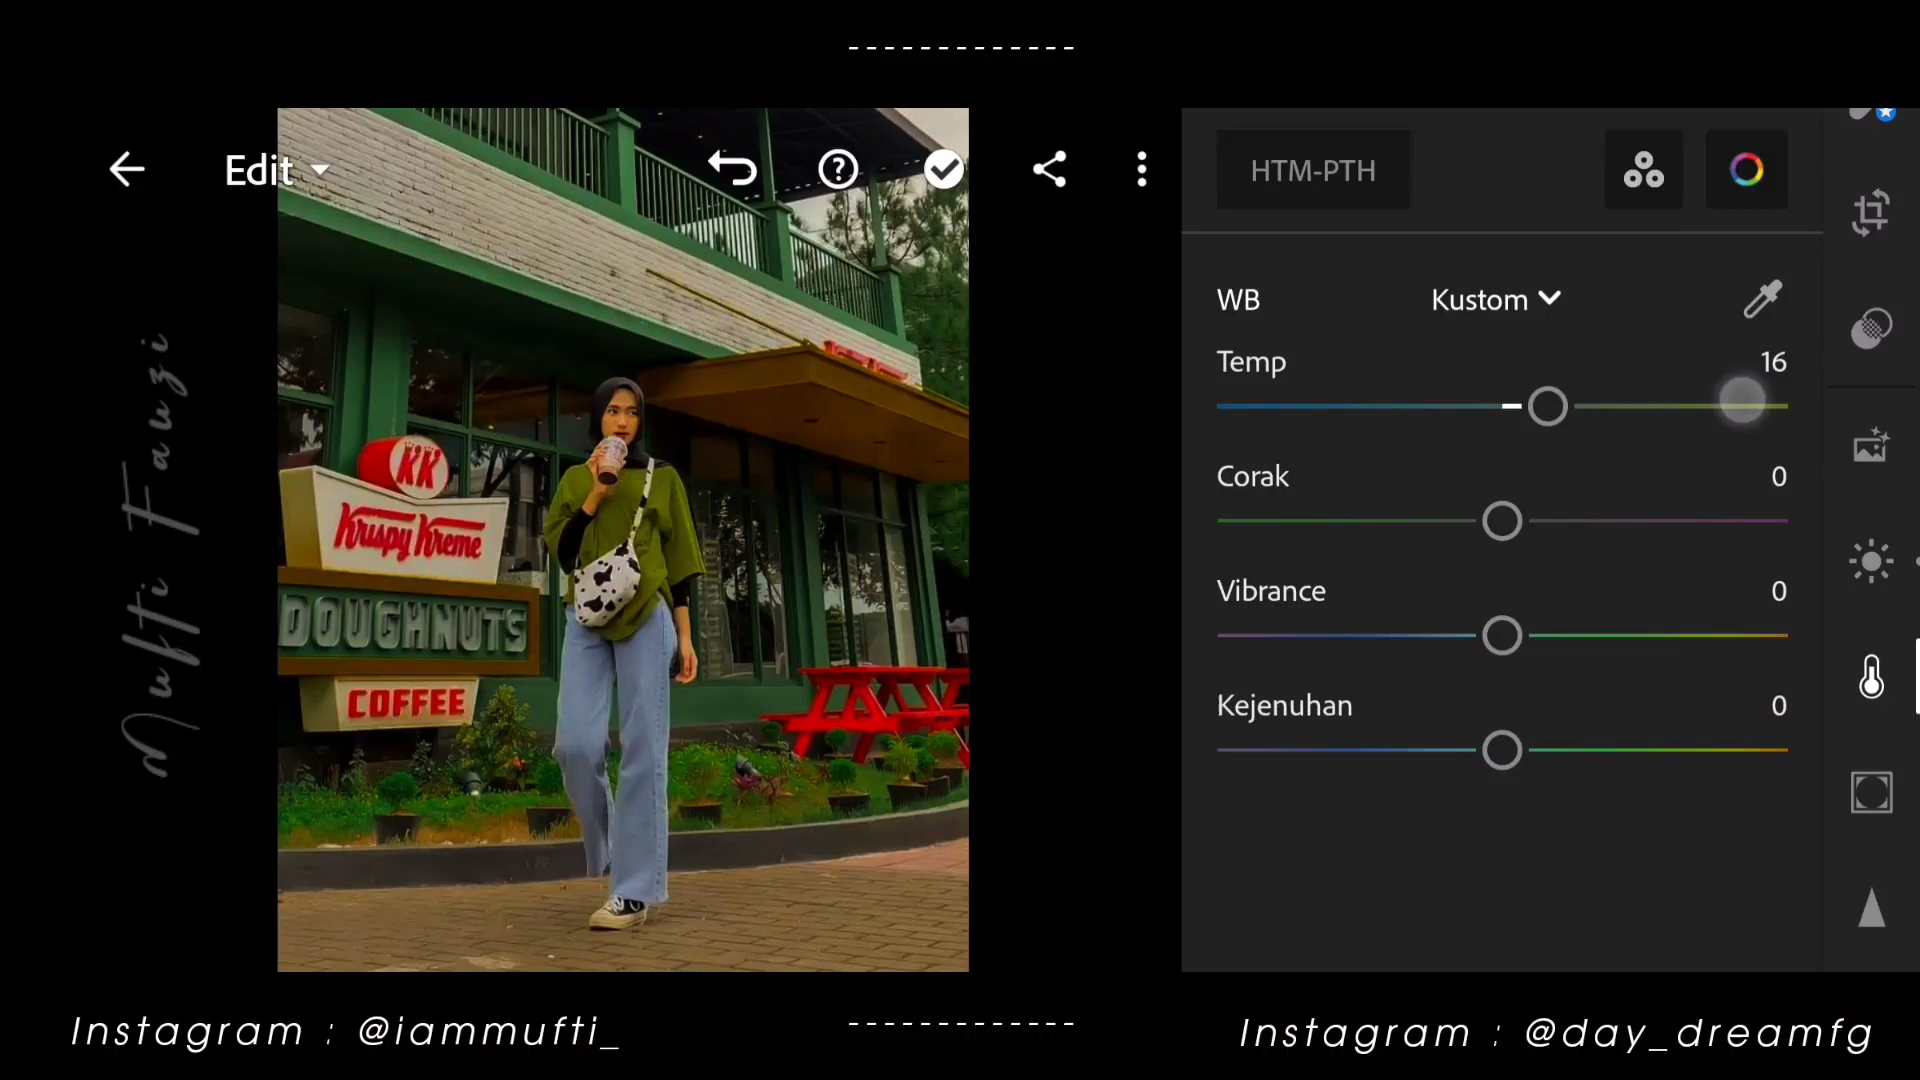 Edit
HTM-PTH
WB
Kustom
Temp
16
Corak
0
Vibrance
0
Kejenuhan
0
Mufti Fauzi
KK
Krispy Kreme
DOUGHNUTS
COFFEE
Instagram : @iammufti_
Instagram : @day_dreamfg